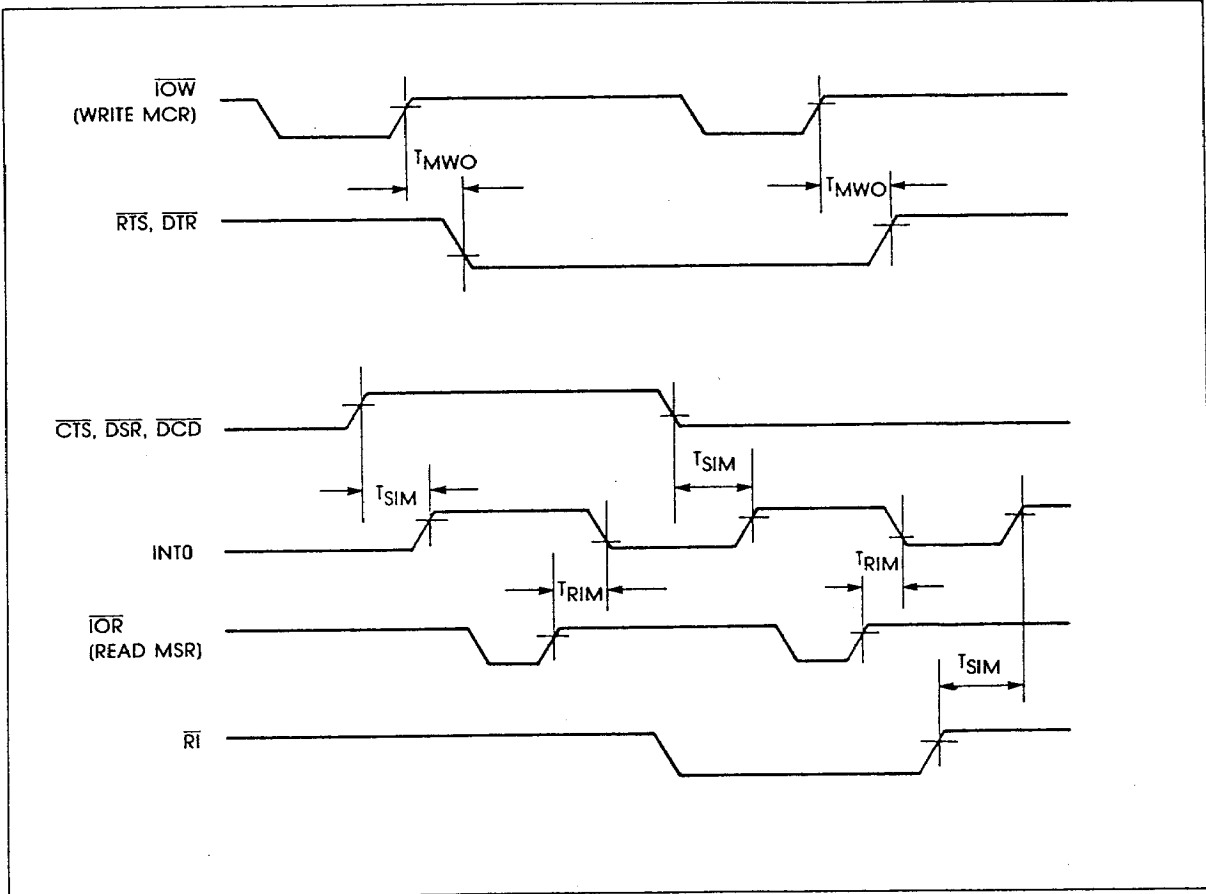 IOW
(WRITE MCR)
TMWO
TMWO
RTS, DTR
CTS, DSR, DCD
TSIM
TSIM
INT0
TRIM
TRIM
IOR
(READ MSR)
TSIM
RI